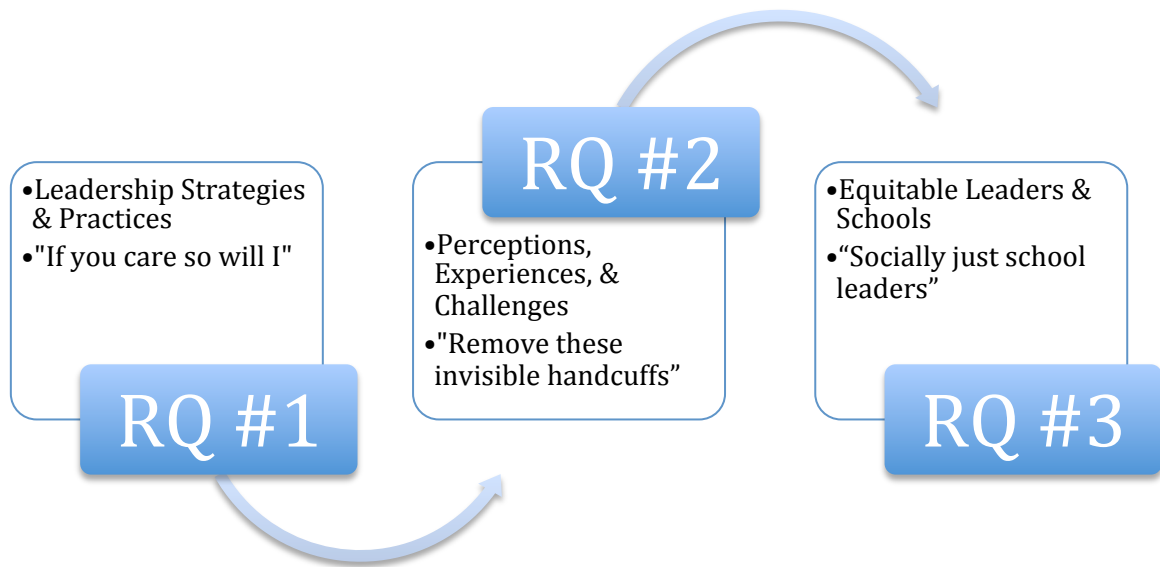 •Leadership Strategies
& Practices
•"If you care so will I"
RQ #1
RQ #2
•Perceptions,
Experiences, &
Challenges
•"Remove these
invisible handcuffs”
•Equitable Leaders &
Schools
•“Socially just school
leaders”
RQ #3